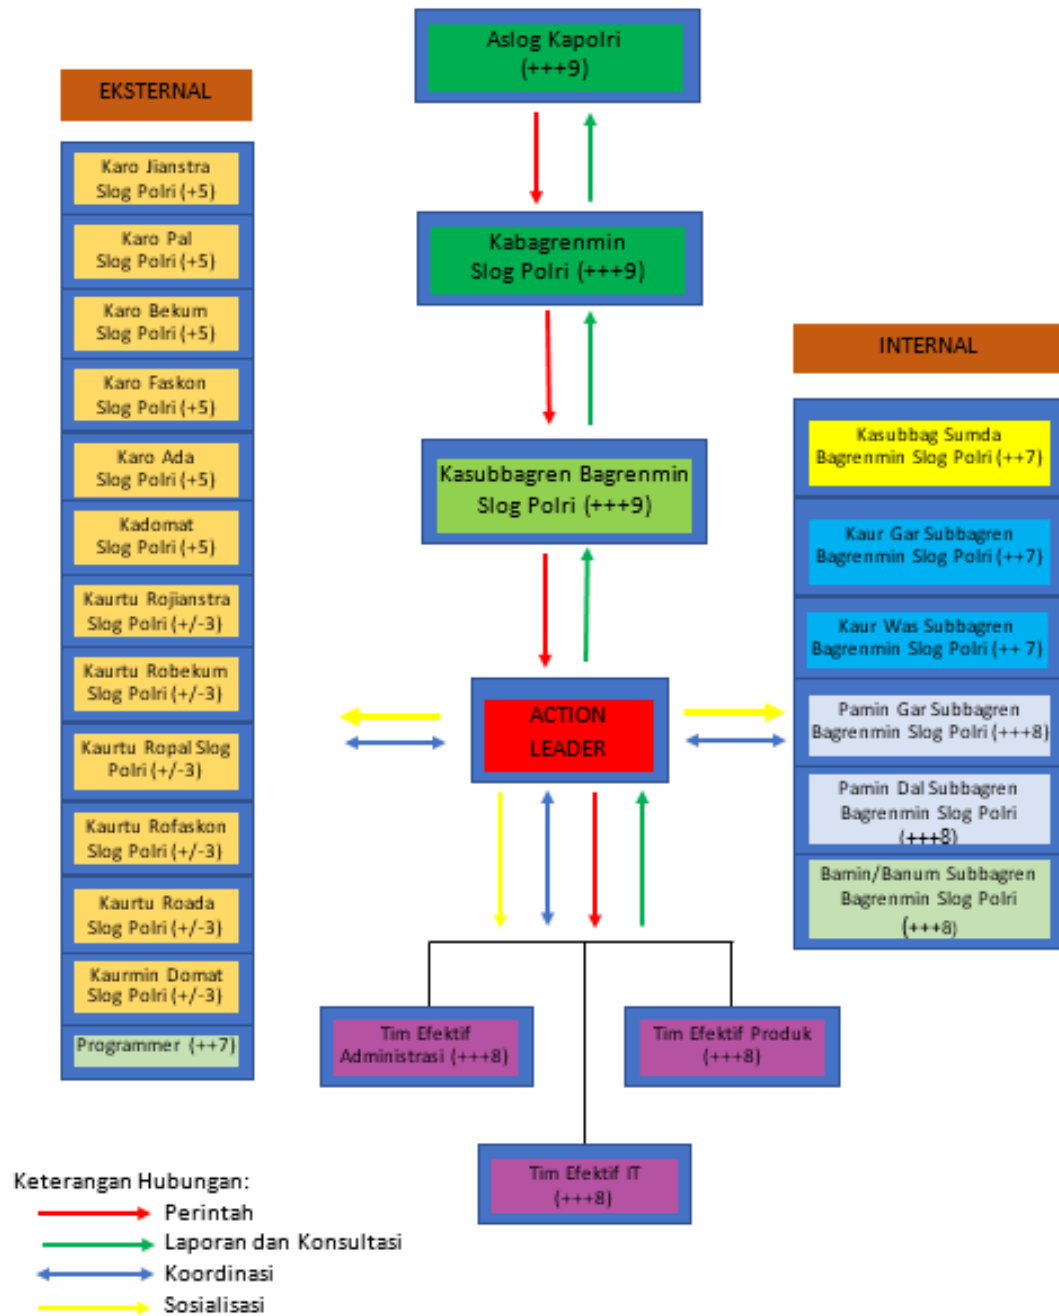 Aslog Kapolri
(+++9)
EKSTERNAL
Karo Jianstra
Slog Polri (+5)
Karo Pal
Slog Polri (+5)
Karo Bekum
Slog Polri (+5)
Karo Faskon
Slog Polri (+5)
Karo Ada
Slog Polri (+5)
Kadomat
Slog Polri (+5)
Kaurtu Rojianstra
Slog Polri (+/-3)
Kaurtu Robekum
Slog Polri (+/-3)
Kaurtu Ropal Slog
Polri (+/-3)
Kaurtu Rofaskon
Slog Polri (+/-3)
Kaurtu Roada
Slog Polri (+/-3)
Kaurmin Domat
Slog Polri (+/-3)
Programmer (++7)
Kabagrenmin
Slog Polri (+++9)
Kasubbagren Bagrenmin
Slog Polri (+++9)
ACTION
LEADER
INTERNAL
Kasubbag Sumda
Bagrenmin Slog Polri (++7)
Kaur Gar Subbagren
Bagrenmin Slog Polri (++7)
Kaur Was Subbagren
Bagrenmin Slog Polri (++ 7)
Pamin Gar Subbagren
Bagrenmin Slog Polri (+++8)
Pamin Dal Subbagren
Bagrenmin Slog Polri
(+++8)
Bamin/Banum Subbagren
Bagrenmin Slog Polri
(+++8)
Tim Efektif
Administrasi (+++8)
Tim Efektif Produk
(+++8)
Tim Efektif IT
(+++8)
Keterangan Hubungan:
Perintah
Laporan dan Konsultasi
Koordinasi
Sosialisasi